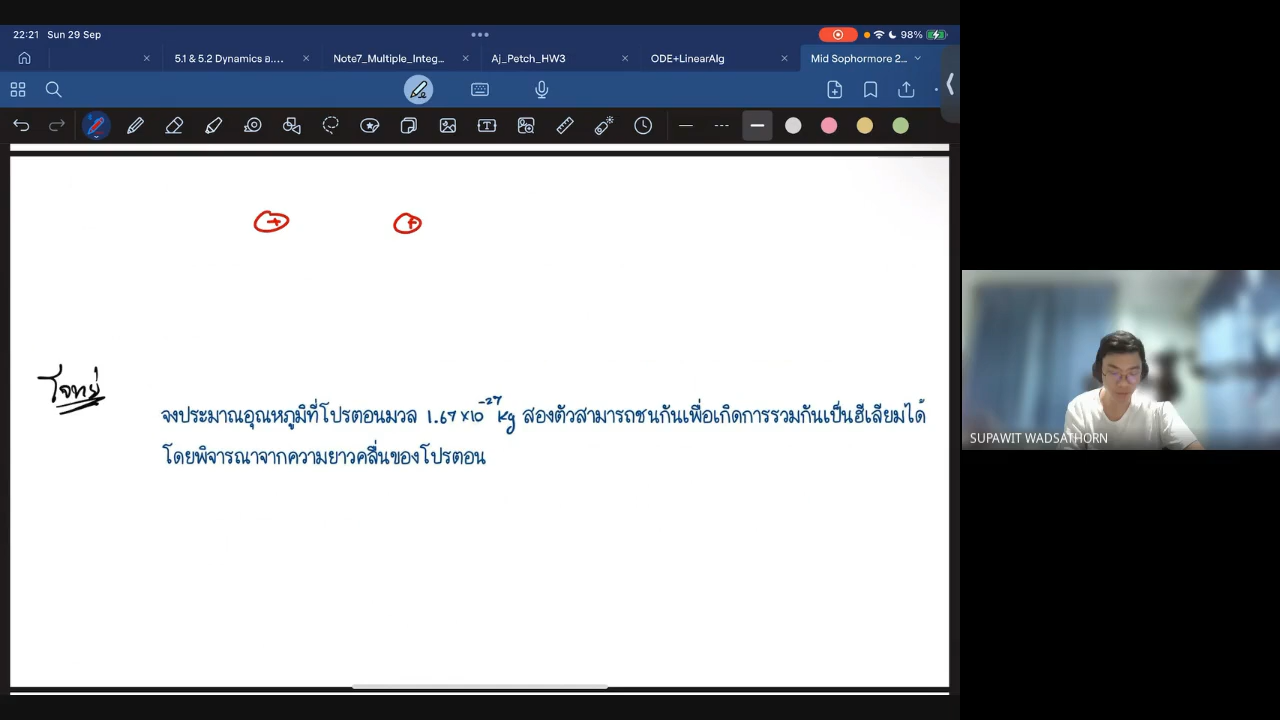 22:21 Sun 29 Sep
98%
5.1 & 5.2 Dynamics a....
Note7_Multiple_Integ...
Aj_Petch_HW3
ODE+LinearAlg
Mid Sophormore 2...
+ +
โจทย์
จงประมาณอุณหภูมิที่โปรตอนมวล 1.67×10⁻²⁷ kg สองตัวสามารถชนกันเพื่อเกิดการรวมกันเป็นฮีเลียมได้
โดยพิจารณาจากความยาวคลื่นของโปรตอน
SUPAWIT WADSATHORN